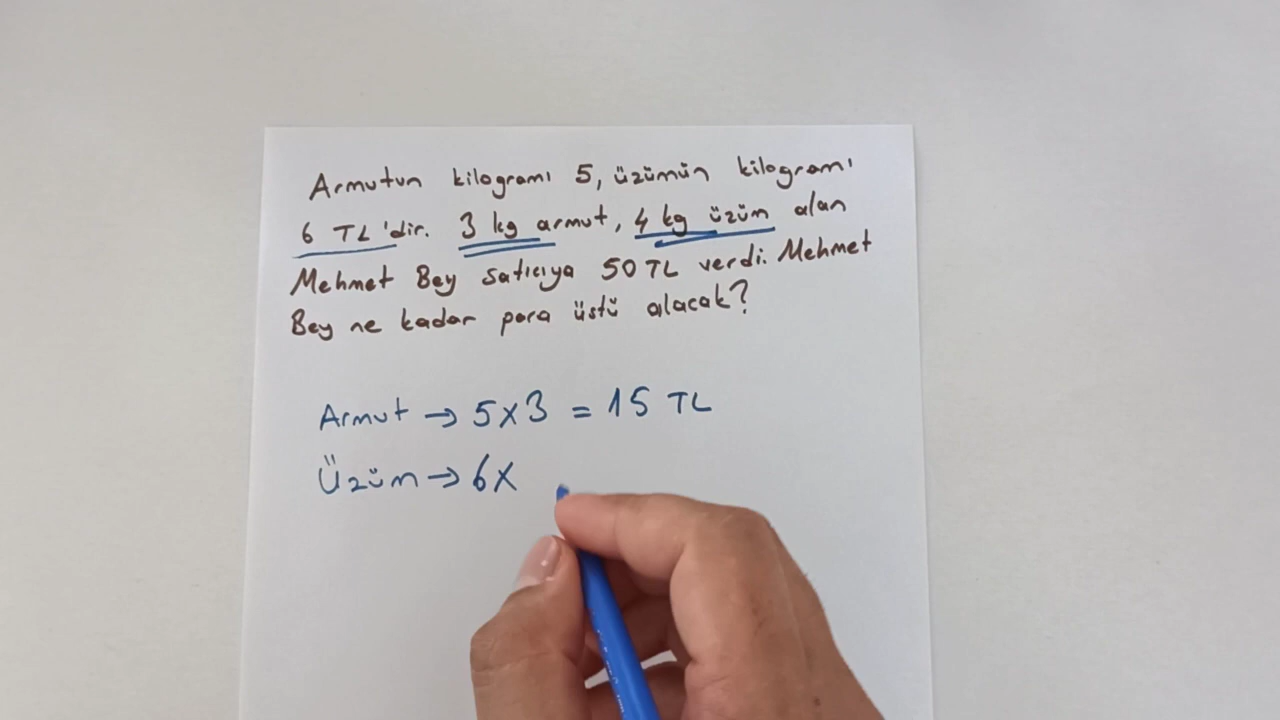 Armutun kilogramı 5, üzümün kilogramı
6 TL'dir. 3 kg armut, 4 kg üzüm alan
Mehmet Bey satıcıya 50 TL verdi. Mehmet
Bey ne kadar para üstü alacak?
Armut → 5x3 = 15 TL
Üzüm → 6x